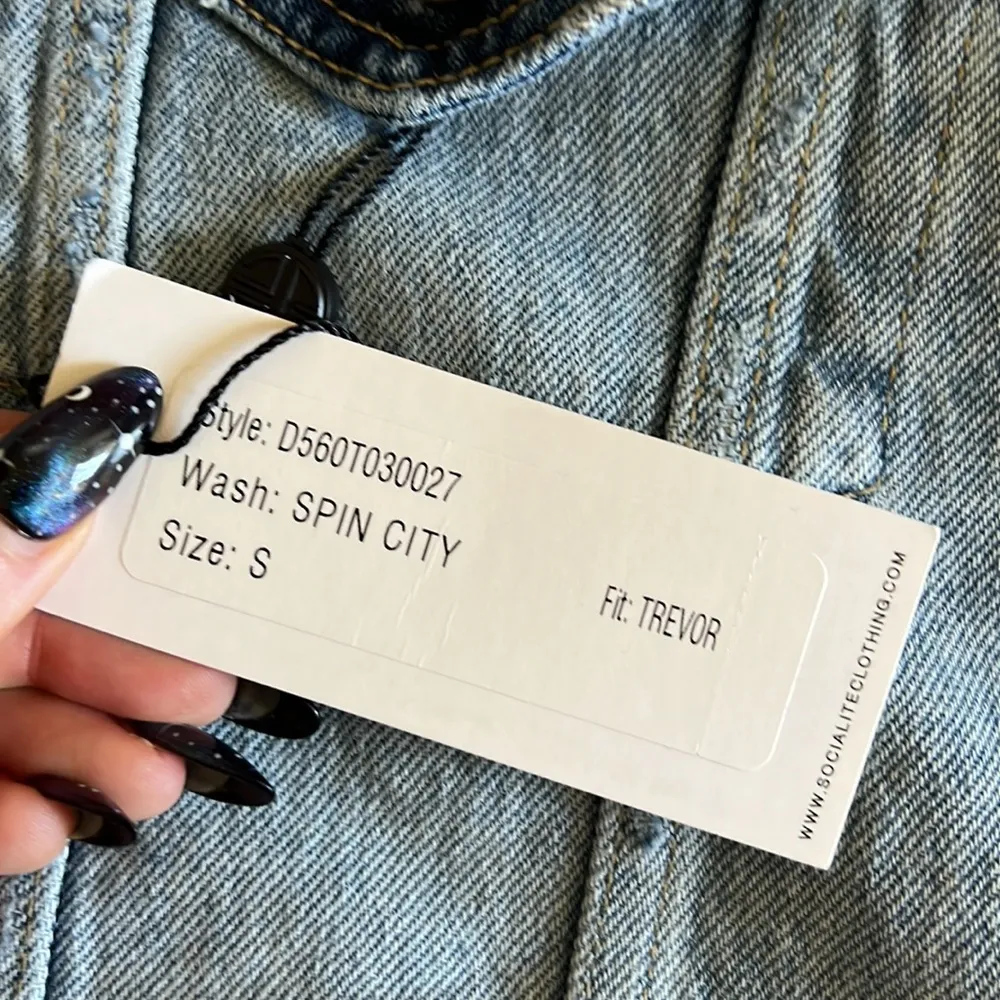 Style: D560T030027
Wash: SPIN CITY
Size: S
Fit: TREVOR
WWW.SOCIALITECLOTHING.COM